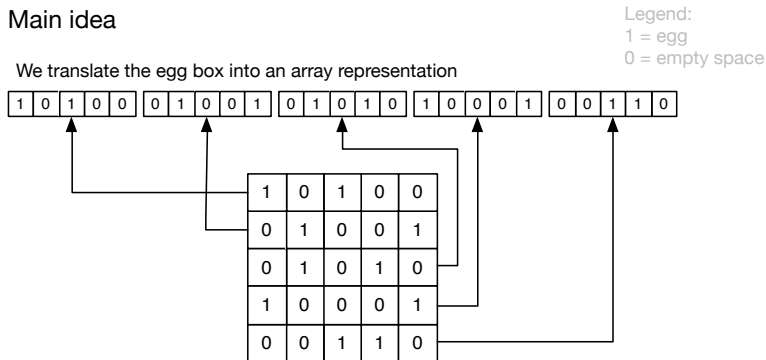 Main idea
Legend:
1 = egg
0 = empty space
We translate the egg box into an array representation
1 0 1 0 0 0 1 0 0 1 0 1 0 1 0 1 0 0 0 1 0 0 1 1 0
1 0 1 0 0
0 1 0 0 1
0 1 0 1 0
1 0 0 0 1
0 0 1 1 0